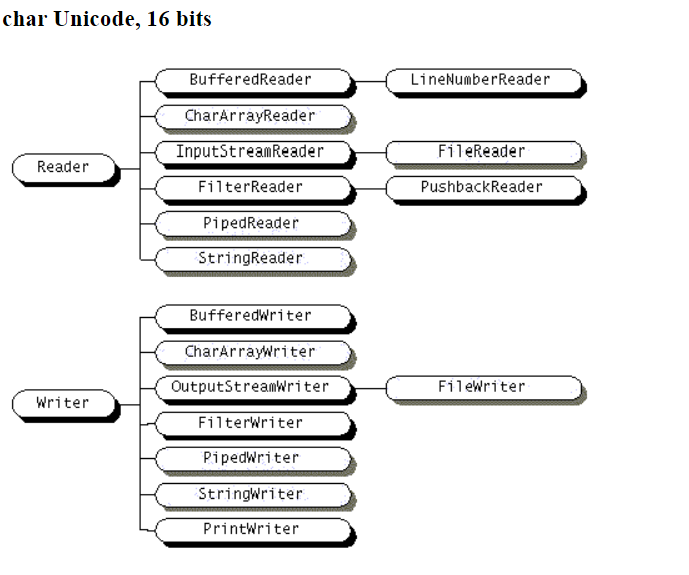 char Unicode, 16 bits
BufferedReader
LineNumberReader
CharArrayReader
InputStreamReader
FileReader
Reader
FilterReader
PushbackReader
PipedReader
StringReader
BufferedWriter
CharArrayWriter
OutputStreamWriter
FileWriter
Writer
FilterWriter
PipedWriter
StringWriter
PrintWriter